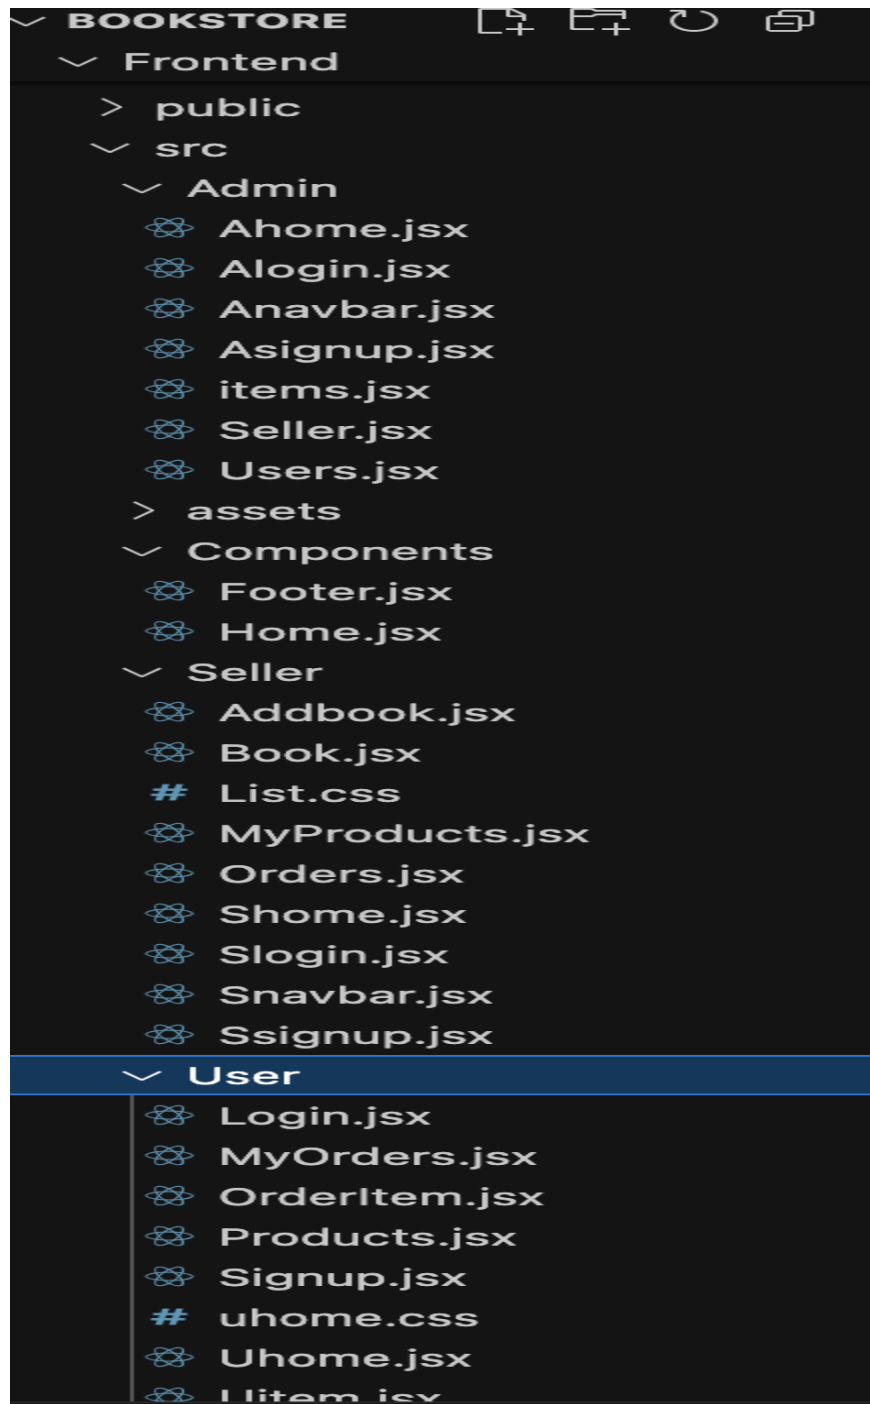 BOOKSTORE
Frontend
public
src
Admin
Ahome.jsx
Alogin.jsx
Anavbar.jsx
Asignup.jsx
items.jsx
Seller.jsx
Users.jsx
assets
Components
Footer.jsx
Home.jsx
Seller
Addbook.jsx
Book.jsx
# List.css
MyProducts.jsx
Orders.jsx
Shome.jsx
Slogin.jsx
Snavbar.jsx
Ssignup.jsx
User
Login.jsx
MyOrders.jsx
OrderItem.jsx
Products.jsx
Signup.jsx
# uhome.css
Uhome.jsx
Uitem.jsx